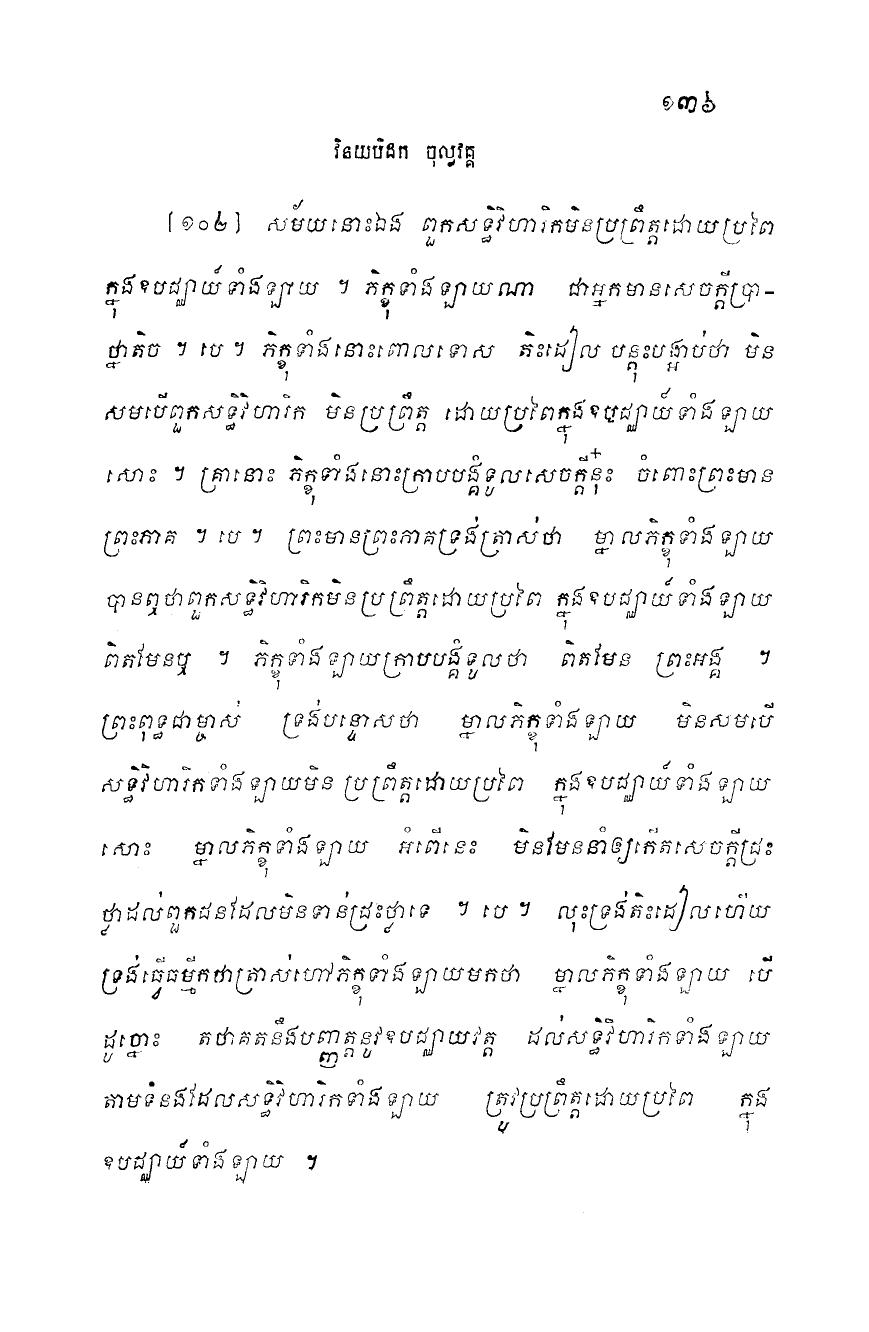 ១៣៦
វិនយបិដក ចុល្លវគ្គ
[១០២] សម័យនោះឯង ពួកសទ្ធិវិហារិកមិនប្រព្រឹត្តដោយប្រពៃ
ក្នុងឧបជ្ឈាយ៍ទាំងឡាយ ។ ភិក្ខុទាំងឡាយណា ជាអ្នកមានសេចក្តីប្រា-
ថ្នាតិច ។ បេ ។ ភិក្ខុទាំងនោះពោលទោស តិះដៀល បន្តុះបង្អាប់ថា មិន
សមបើពួកសទ្ធិវិហារិក មិនប្រព្រឹត្ត ដោយប្រពៃក្នុងឧបជ្ឈាយ៍ទាំងឡាយ
សោះ ។ គ្រានោះ ភិក្ខុទាំងនោះក្រាបបង្គំទូលសេចក្តីនុ៎ះ ចំពោះព្រះមាន
ព្រះភាគ ។ បេ ។ ព្រះមានព្រះភាគទ្រង់ត្រាស់ថា ម្នាលភិក្ខុទាំងឡាយ
បានឮថាពួកសទ្ធិវិហារិកមិនប្រព្រឹត្តដោយប្រពៃ ក្នុងឧបជ្ឈាយ៍ទាំងឡាយ
ពិតមែនឬ ។ ភិក្ខុទាំងឡាយក្រាបបង្គំទូលថា ពិតមែន ព្រះអង្គ ។
ព្រះពុទ្ធជាម្ចាស់ ទ្រង់បន្ទោសថា ម្នាលភិក្ខុទាំងឡាយ មិនសមបើ
សទ្ធិវិហារិកទាំងឡាយមិន ប្រព្រឹត្តដោយប្រពៃ ក្នុងឧបជ្ឈាយ៍ទាំងឡាយ
សោះ ម្នាលភិក្ខុទាំងឡាយ អំពើនេះ មិនមែននាំឲ្យកើតសេចក្តីជ្រះ
ថ្លាដល់ពួកជនដែលមិនទាន់ជ្រះថ្លាទេ ។ បេ ។ លុះទ្រង់តិះដៀលហើយ
ទ្រង់ធ្វើធម្មីកថាត្រាស់ហៅភិក្ខុទាំងឡាយមកថា ម្នាលភិក្ខុទាំងឡាយ បើ
ដូច្នោះ តថាគតនឹងបញ្ញត្តនូវឧបជ្ឈាយវត្ត ដល់សទ្ធិវិហារិកទាំងឡាយ
តាមទំនងដែលសទ្ធិវិហារិកទាំងឡាយ ត្រូវប្រព្រឹត្តដោយប្រពៃ ក្នុង
ឧបជ្ឈាយ៍ទាំងឡាយ ។